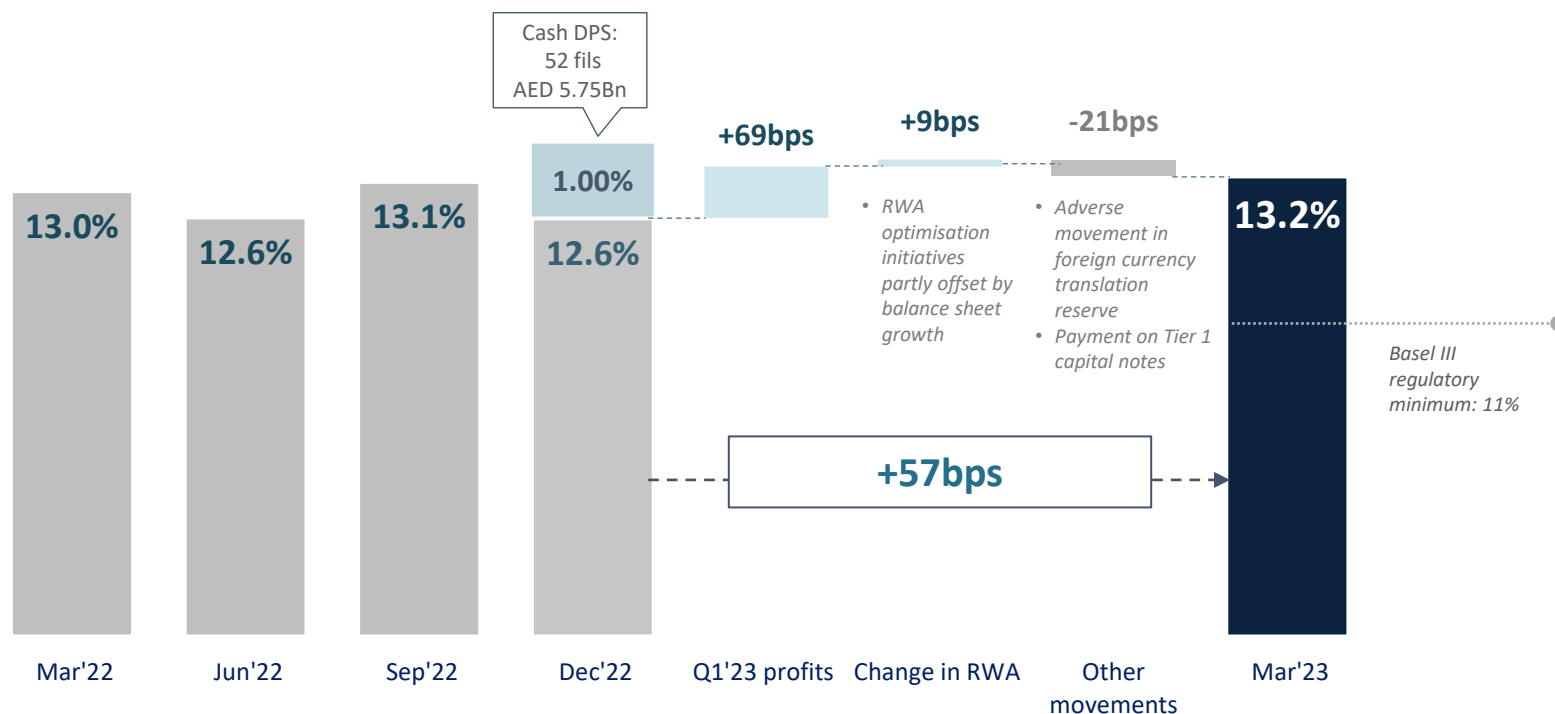 Cash DPS:
52 fils
AED 5.75Bn
+69bps
+9bps
-21bps
13.0%
12.6%
13.1%
1.00%
12.6%
• RWA
optimisation
initiatives
partly offset by
balance sheet
growth
• Adverse
movement in
foreign currency
translation
reserve
• Payment on Tier 1
capital notes
13.2%
Basel III
regulatory
minimum: 11%
+57bps
Mar'22
Jun'22
Sep'22
Dec'22
Q1'23 profits
Change in RWA
Other
movements
Mar'23